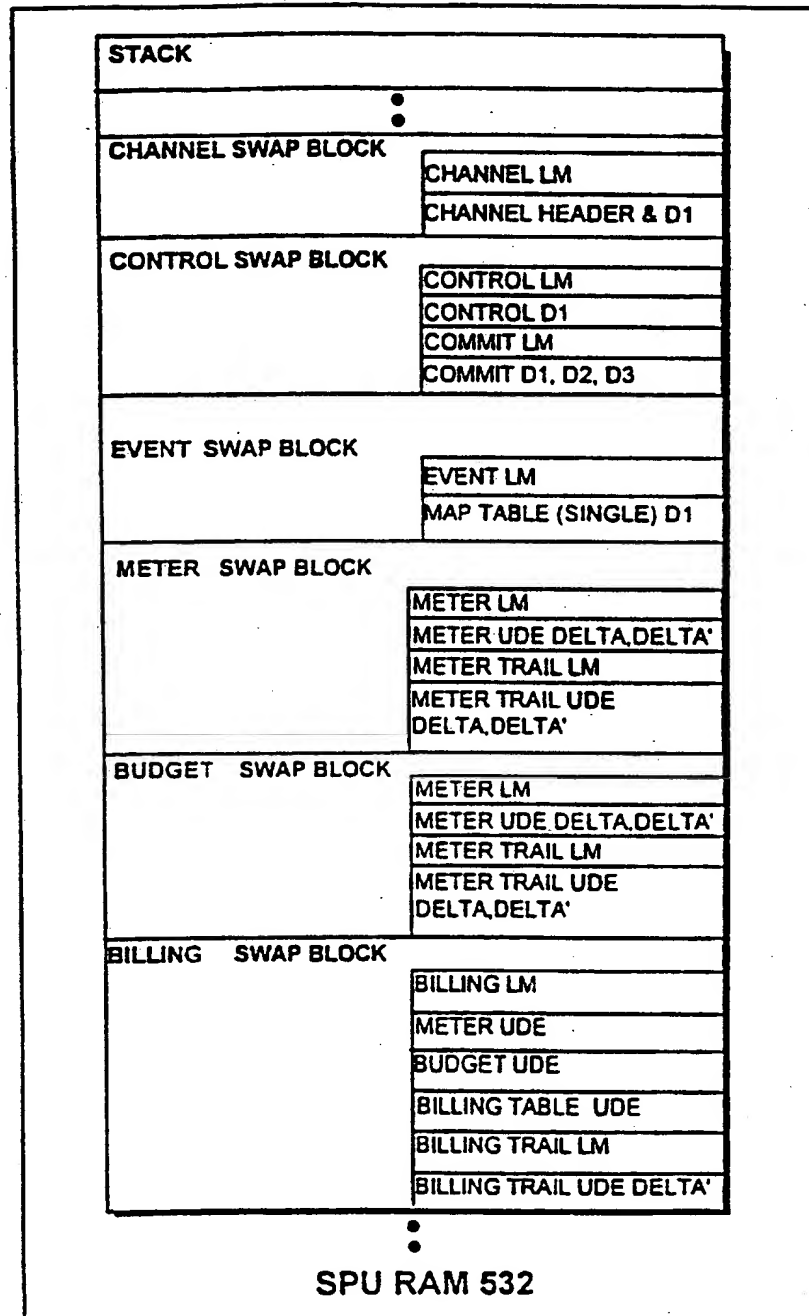 STACK
CHANNEL SWAP BLOCK
CHANNEL LM
CHANNEL HEADER & D1
CONTROL SWAP BLOCK
CONTROL LM
CONTROL D1
COMMIT LM
COMMIT D1, D2, D3
EVENT SWAP BLOCK
EVENT LM
MAP TABLE (SINGLE) D1
METER SWAP BLOCK
METER LM
METER UDE DELTA,DELTA'
METER TRAIL LM
METER TRAIL UDE
DELTA,DELTA'
BUDGET SWAP BLOCK
METER LM
METER UDE DELTA,DELTA'
METER TRAIL LM
METER TRAIL UDE
DELTA,DELTA'
BILLING SWAP BLOCK
BILLING LM
METER UDE
BUDGET UDE
BILLING TABLE UDE
BILLING TRAIL LM
BILLING TRAIL UDE DELTA'
SPU RAM 532